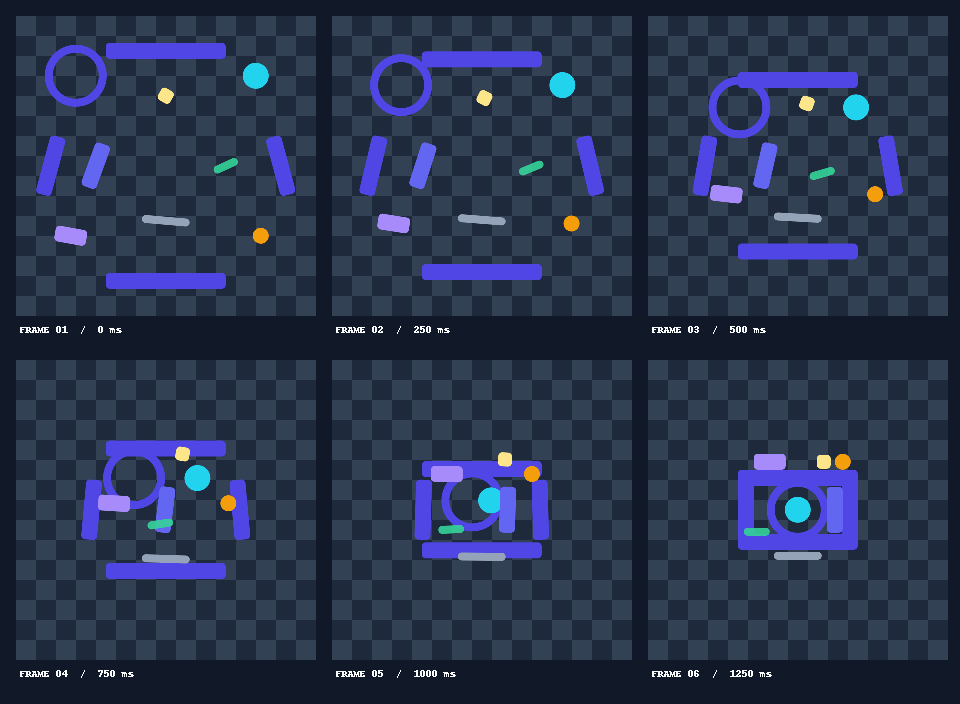 FRAME 01 / 0 ms
FRAME 02 / 250 ms
FRAME 03 / 500 ms
FRAME 04 / 750 ms
FRAME 05 / 1000 ms
FRAME 06 / 1250 ms